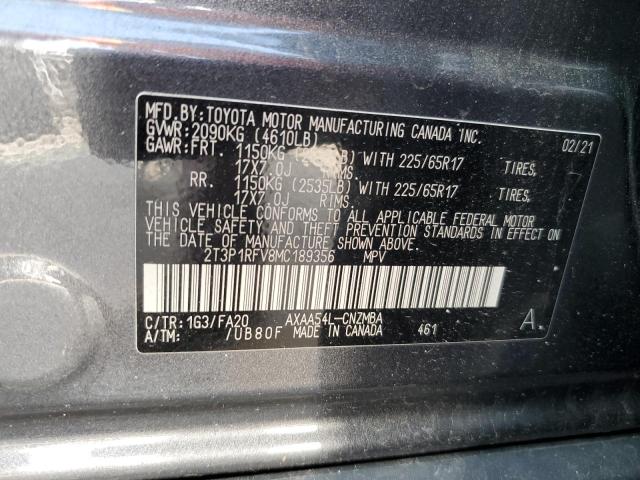 MFD. BY: TOYOTA MOTOR MANUFACTURING CANADA INC.
GVWR: 2090KG (4610LB) 02/21
GAWR: FRT. 1150KG LB) WITH 225/65R17 TIRES,
17X7.0J RIMS
RR. 1150KG (2535LB) WITH 225/65R17 TIRES,
17X7.0J RIMS
THIS VEHICLE CONFORMS TO ALL APPLICABLE FEDERAL MOTOR
VEHICLE SAFETY AND THEFT PREVENTION STANDARDS IN EFFECT
ON THE DATE OF MANUFACTURE SHOWN ABOVE.
2T3P1RFV8MC189356 MPV
C/TR: 1G3/FA20 AXAA54L-CNZMBA A.
A/TM: /UB80F MADE IN CANADA 461